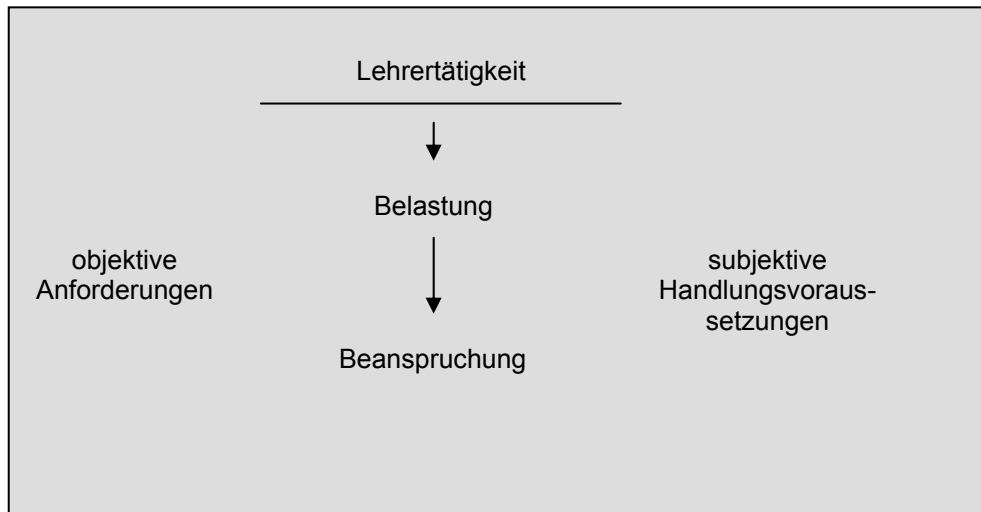 Lehrertätigkeit
Belastung
objektive
Anforderungen
subjektive
Handlungsvoraus-
setzungen
Beanspruchung